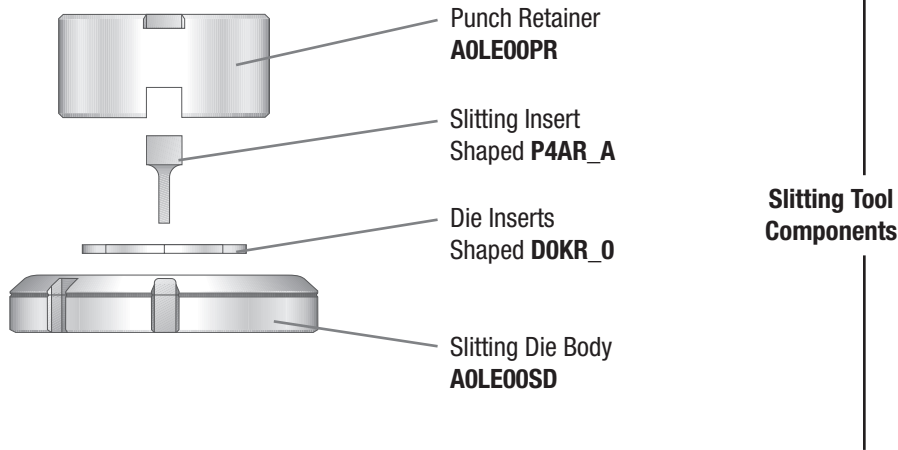 Punch Retainer
A0LE00PR
Slitting Insert
Shaped P4AR_A
Die Inserts
Shaped D0KR_0
Slitting Die Body
A0LE00SD
Slitting Tool
Components